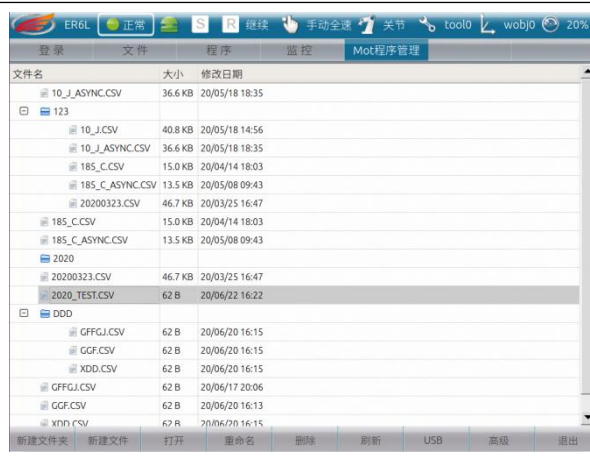 ER6L 正常 S R 继续 手动全速 关节 tool0 wobj0 20%
登录 文件 程序 监控 Mot程序管理
文件名 大小 修改日期
10_J_ASYNC.CSV 36.6 KB 20/05/18 18:35
123
10_J.CSV 40.8 KB 20/05/18 14:56
10_J_ASYNC.CSV 36.6 KB 20/05/18 18:35
185_C.CSV 15.0 KB 20/04/14 18:03
185_C_ASYNC.CSV 13.5 KB 20/05/08 09:43
20200323.CSV 46.7 KB 20/03/25 16:47
185_C.CSV 15.0 KB 20/04/14 18:03
185_C_ASYNC.CSV 13.5 KB 20/05/08 09:43
2020
20200323.CSV 46.7 KB 20/03/25 16:47
2020_TEST.CSV 62 B 20/06/22 16:22
DDD
GFFGJ.CSV 62 B 20/06/20 16:15
GGF.CSV 62 B 20/06/20 16:15
XDD.CSV 62 B 20/06/20 16:15
GFFGJ.CSV 62 B 20/06/17 20:06
GGF.CSV 62 B 20/06/20 16:13
XDD.CSV 62 B 20/06/20 16:15
新建文件夹 新建文件 打开 重命名 删除 刷新 USB 高级 退出